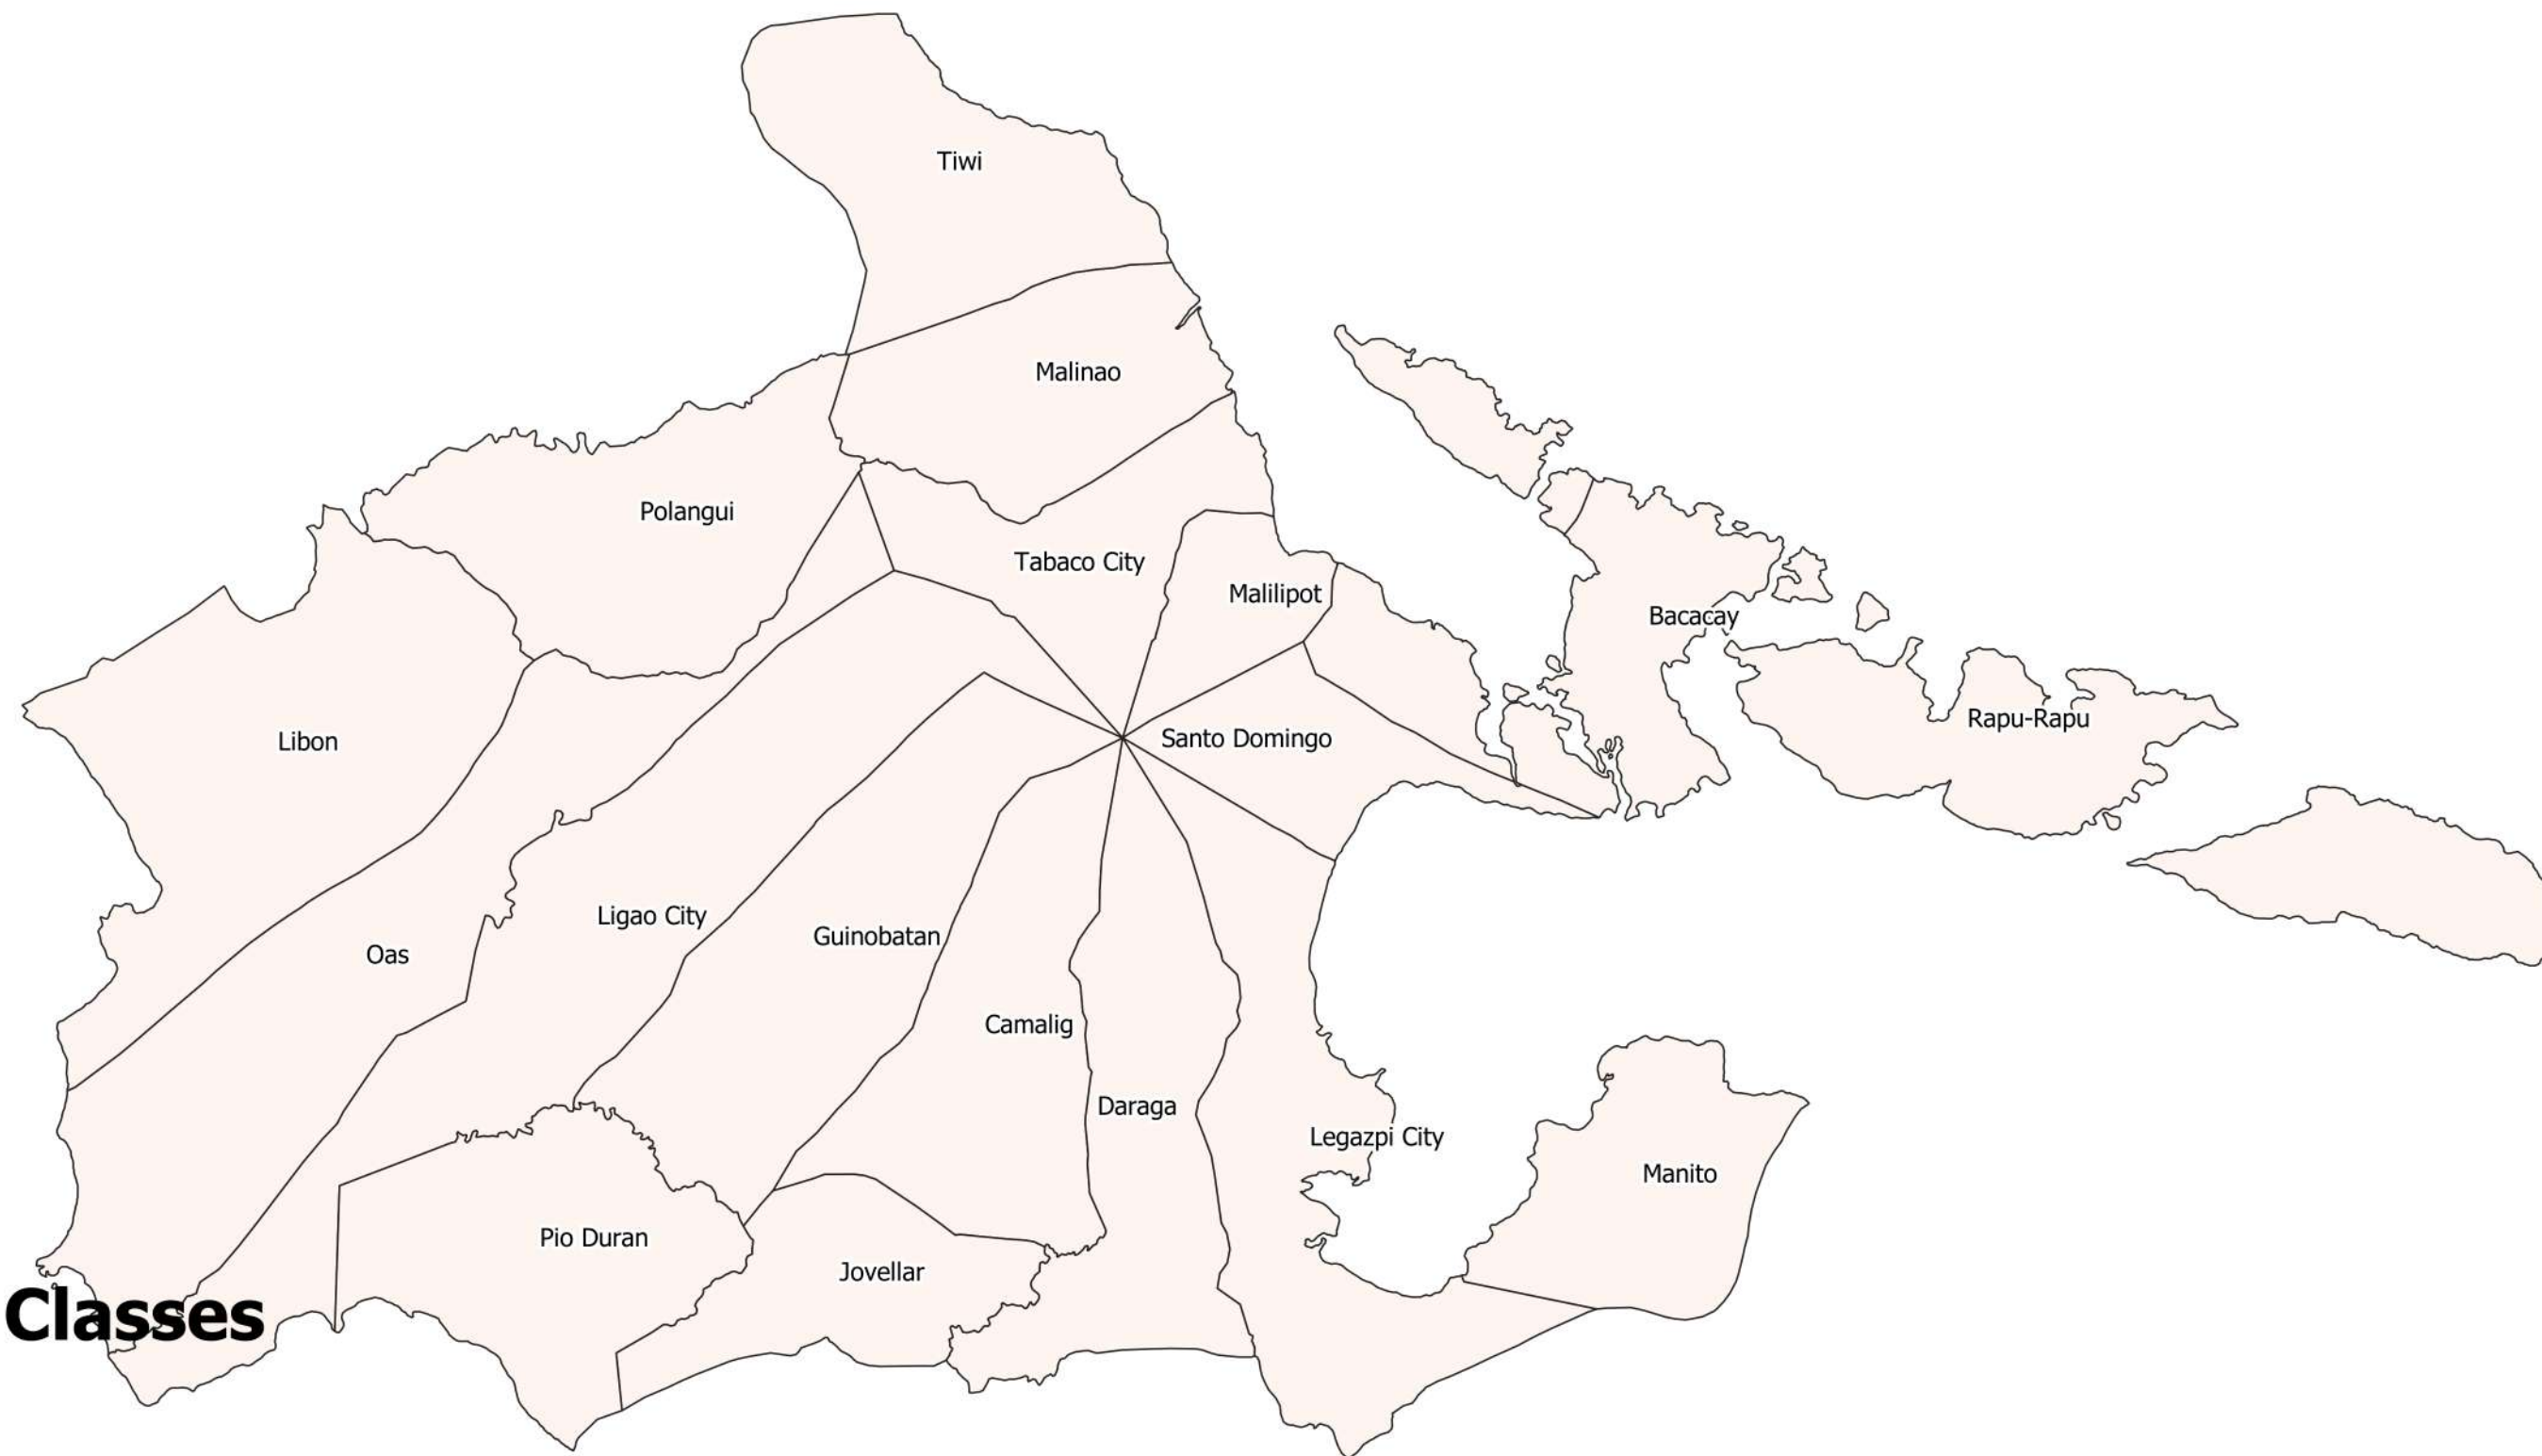 Tiwi
Malinao
Polangui
Tabaco City
Malilipot
Bacacay
Rapu-Rapu
Santo Domingo
Libon
Ligao City
Guinobatan
Oas
Camalig
Daraga
Legazpi City
Manito
Pio Duran
Jovellar
Classes